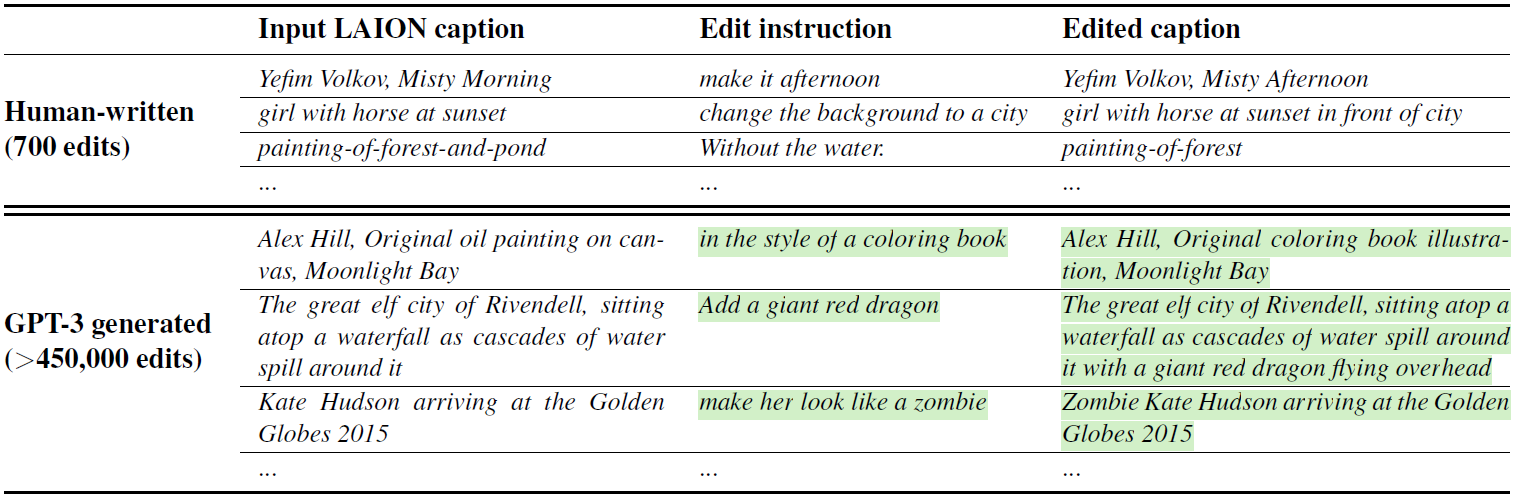 Input LAION caption Edit instruction Edited caption
Human-written
(700 edits)
Yefim Volkov, Misty Morning make it afternoon Yefim Volkov, Misty Afternoon
girl with horse at sunset change the background to a city girl with horse at sunset in front of city
painting-of-forest-and-pond Without the water. painting-of-forest
... ... ...
GPT-3 generated
(>450,000 edits)
Alex Hill, Original oil painting on can-
vas, Moonlight Bay
in the style of a coloring book
Alex Hill, Original coloring book illustra-
tion, Moonlight Bay
The great elf city of Rivendell, sitting
atop a waterfall as cascades of water
spill around it
Add a giant red dragon
The great elf city of Rivendell, sitting atop a
waterfall as cascades of water spill around
it with a giant red dragon flying overhead
Kate Hudson arriving at the Golden
Globes 2015
make her look like a zombie
Zombie Kate Hudson arriving at the Golden
Globes 2015
... ... ...